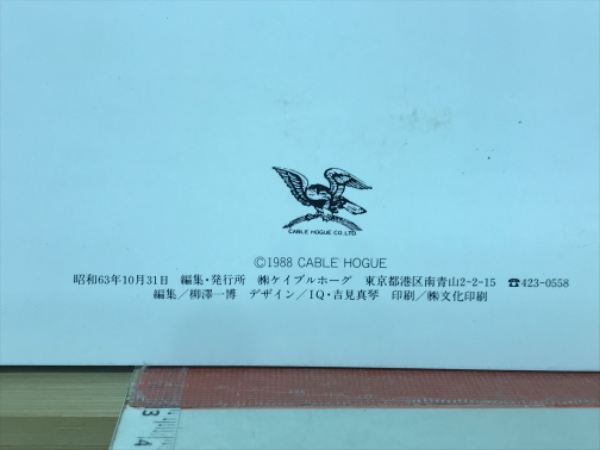 CABLE HOGUE CO.,LTD.
©1988 CABLE HOGUE
昭和63年10月31日 編集・発行所 ㈱ケイブルホーグ 東京都港区南青山2-2-15 ☎423-0558
編集／柳澤一博 デザイン／IQ・吉見真琴 印刷／㈱文化印刷
3
4